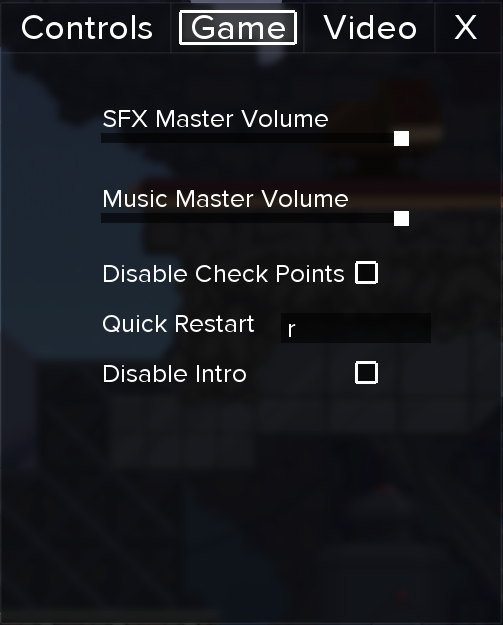 Controls Game Video X
SFX Master Volume
Music Master Volume
Disable Check Points
Quick Restart r
Disable Intro